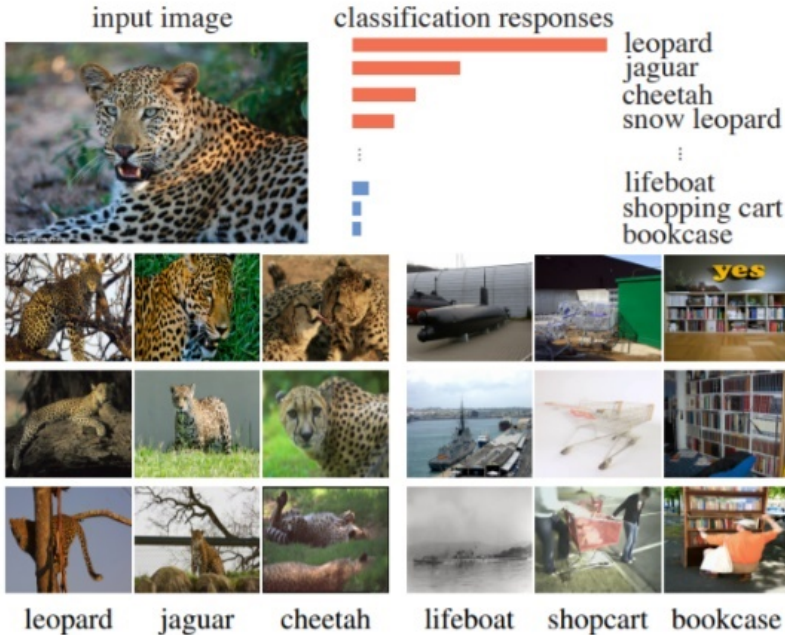 input image
classification responses
leopard
jaguar
cheetah
snow leopard
lifeboat
shopping cart
bookcase
yes
leopard
jaguar
cheetah
lifeboat
shopcart
bookcase